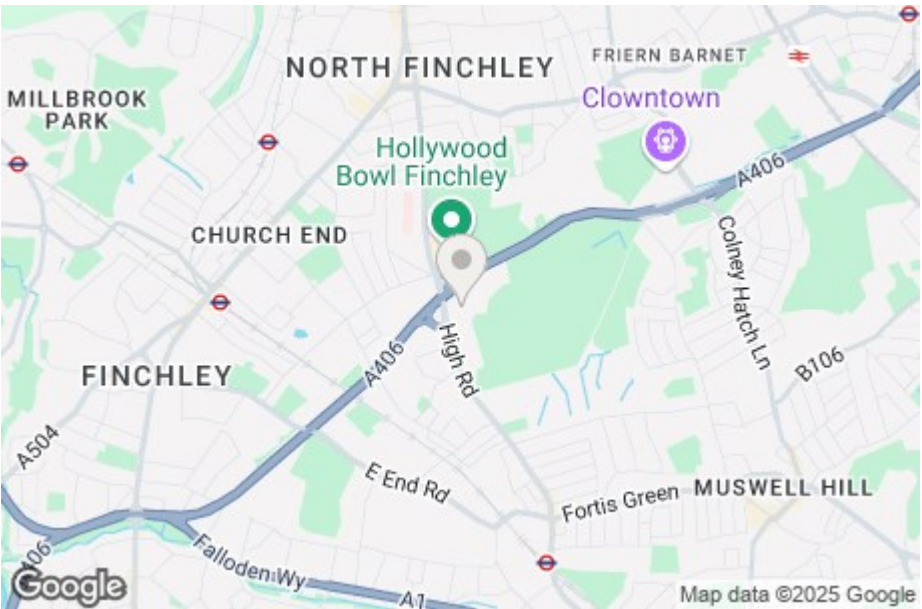 NORTH FINCHLEY
FRIERN BARNET
MILLBROOK
PARK
Clowntown
Hollywood
Bowl Finchley
A406
CHURCH END
Colney Hatch Ln
High Rd
A406
B106
FINCHLEY
A504
E End Rd
Fortis Green
MUSWELL HILL
A406
Falloden Wy
A1
Google
Map data ©2025 Google